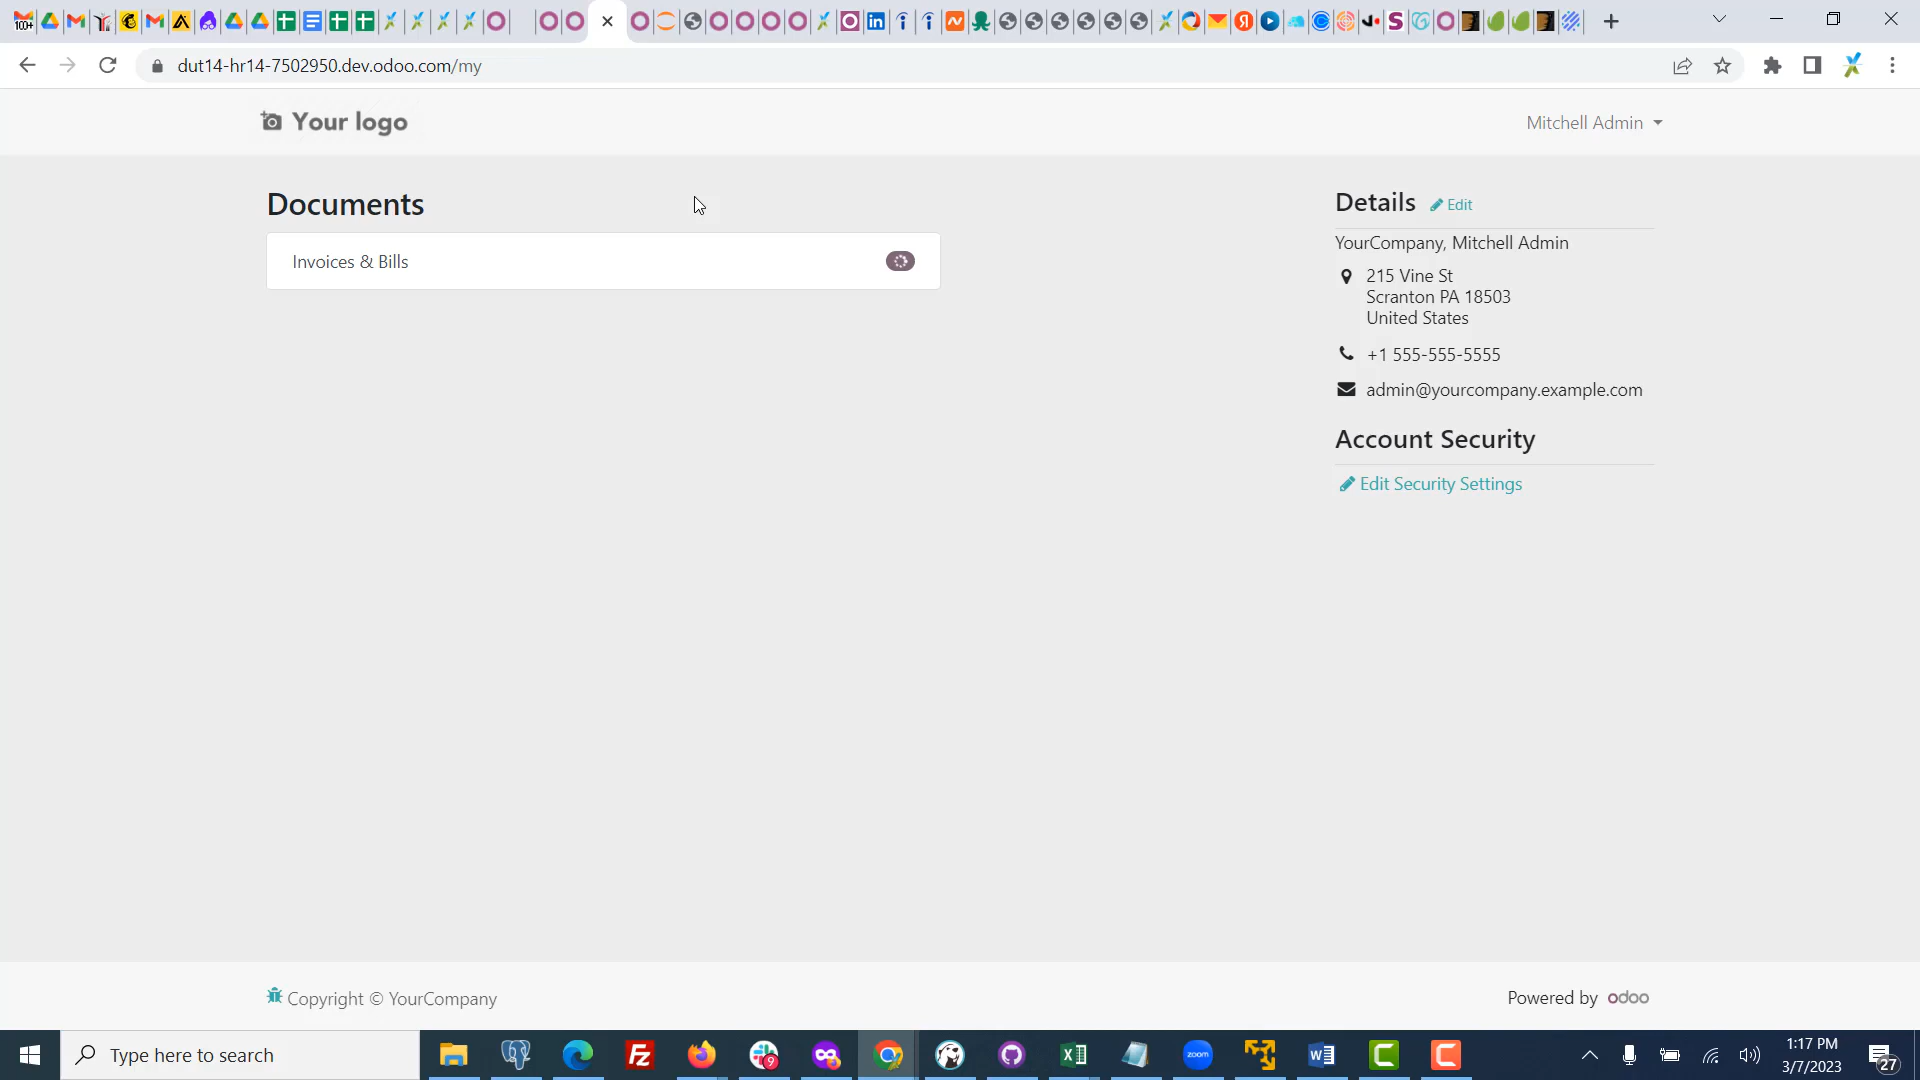 dut14-hr14-7502950.dev.odoo.com/my
Your logo
Mitchell Admin
Documents
Invoices & Bills
Details Edit
YourCompany, Mitchell Admin
215 Vine St
Scranton PA 18503
United States
+1 555-555-5555
admin@yourcompany.example.com
Account Security
Edit Security Settings
Copyright © YourCompany
Powered by odoo
Type here to search
1:17 PM
3/7/2023
27